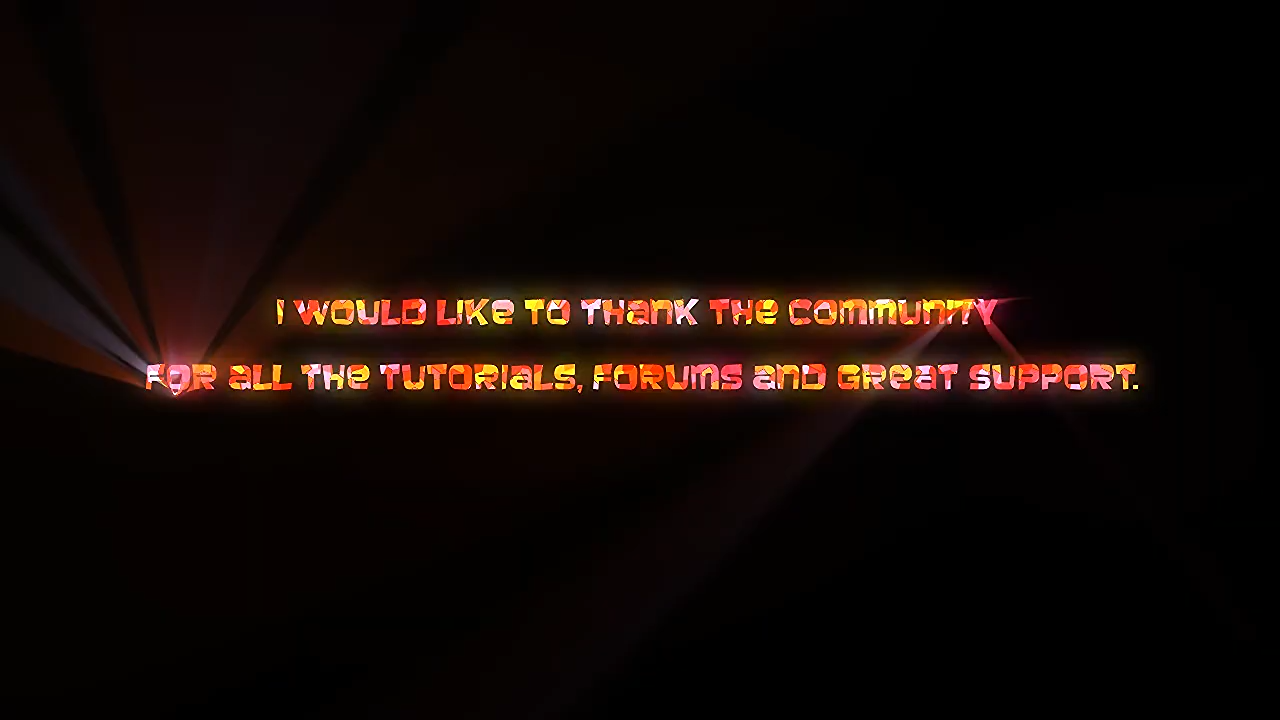 I WOULD LIKE TO THANK THE COMMUNITY
FOR ALL THE TUTORIALS, FORUMS AND GREAT SUPPORT.